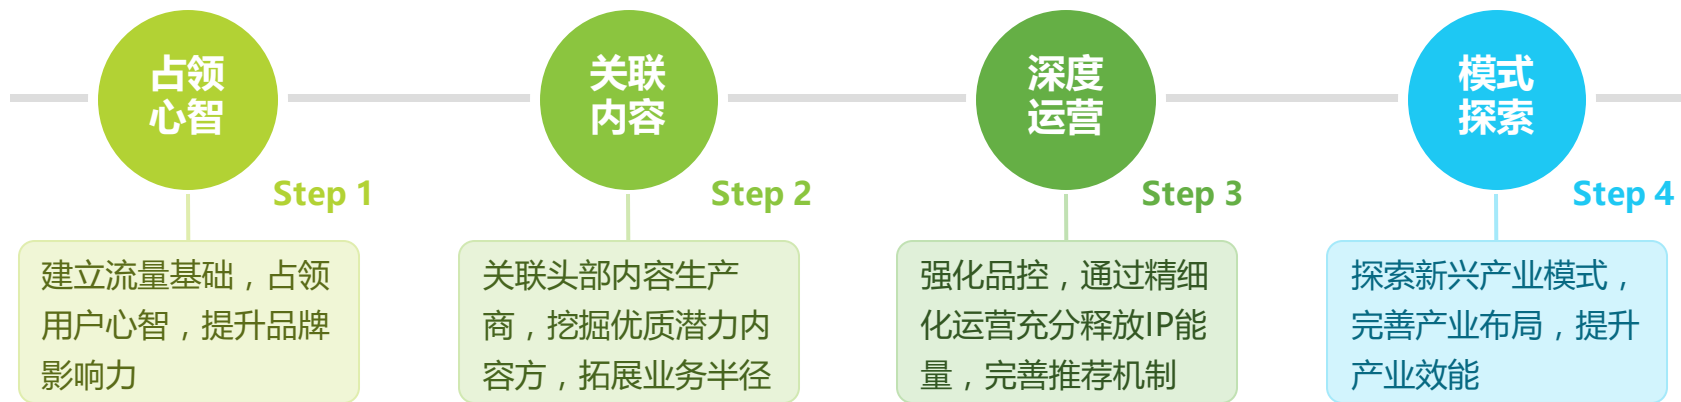 占领
心智
Step 1
建立流量基础，占领
用户心智，提升品牌
影响力
关联
内容
Step 2
关联头部内容生产
商，挖掘优质潜力内
容方，拓展业务半径
深度
运营
Step 3
强化品控，通过精细
化运营充分释放IP能
量，完善推荐机制
模式
探索
Step 4
探索新兴产业模式，
完善产业布局，提升
产业效能